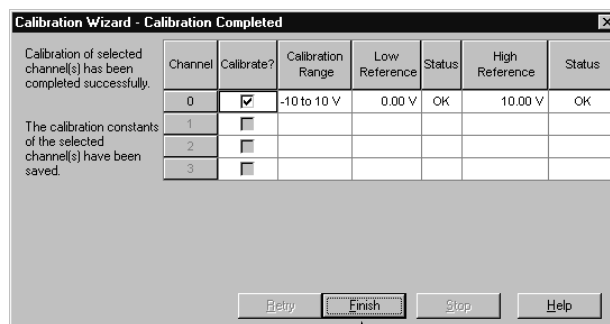 Calibration Wizard - Calibration Completed
Calibration of selected
channel(s) has been
completed successfully.
The calibration constants
of the selected
channel(s) have been
saved.
Channel Calibrate? Calibration Range Low Reference Status High Reference Status
0 -10 to 10 V 0.00 V OK 10.00 V OK
1
2
3
Retry Finish Stop Help